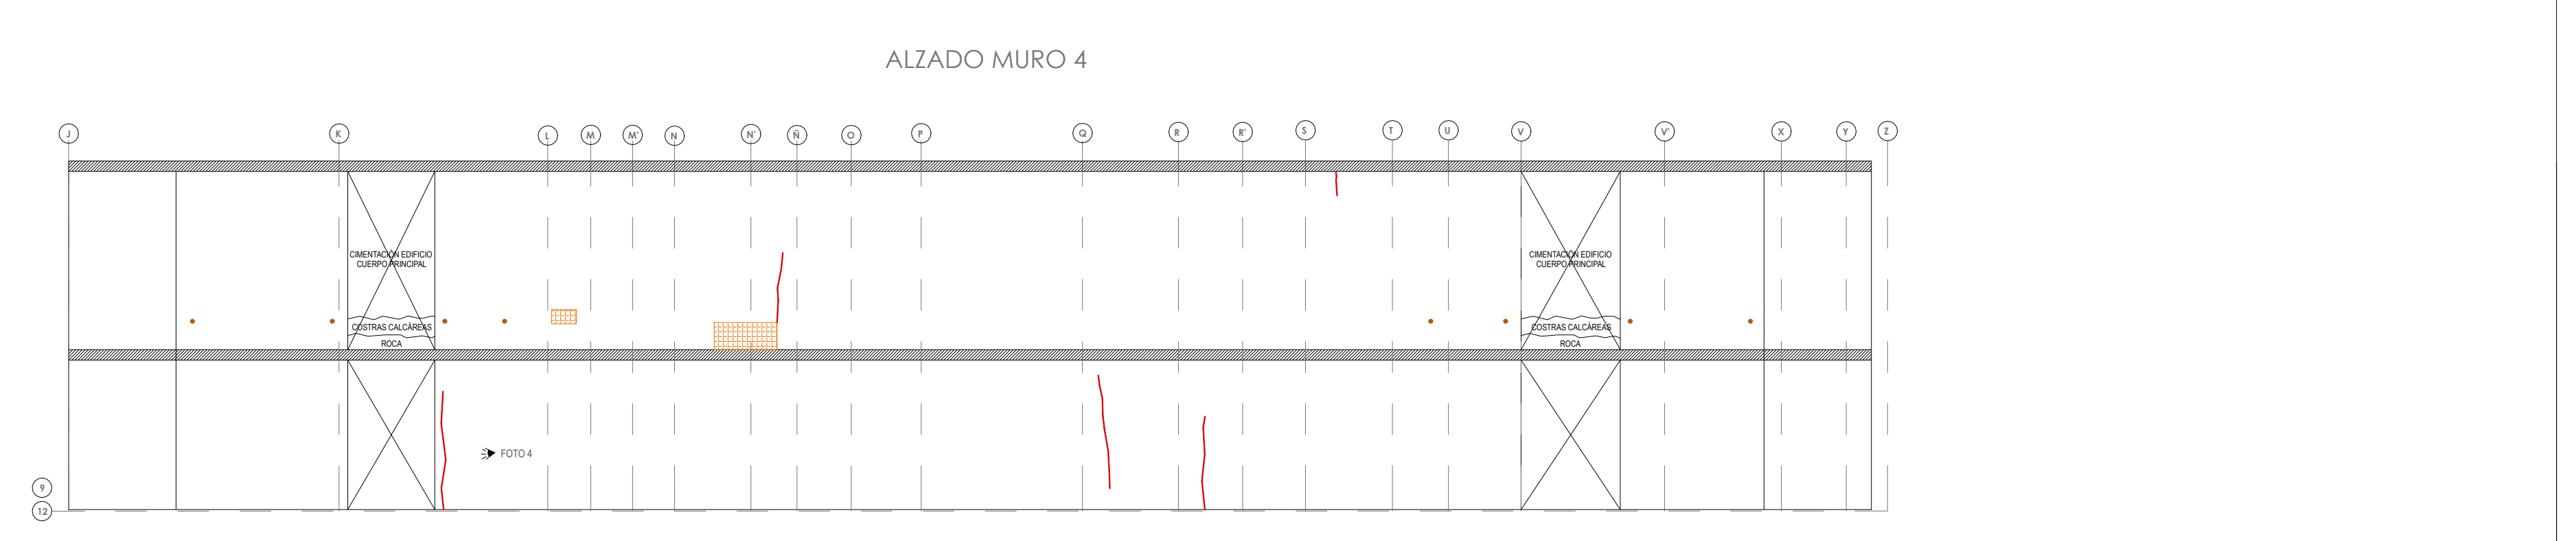 ALZADO MURO 4
J K L M M' N N' Ñ O P Q R R' S T U V V' X Y Z
CIMENTACIÓN EDIFICIO
CUERPO PRINCIPAL
COSTRAS CALCÁREAS
ROCA
CIMENTACIÓN EDIFICIO
CUERPO PRINCIPAL
COSTRAS CALCÁREAS
ROCA
FOTO 4
9
12